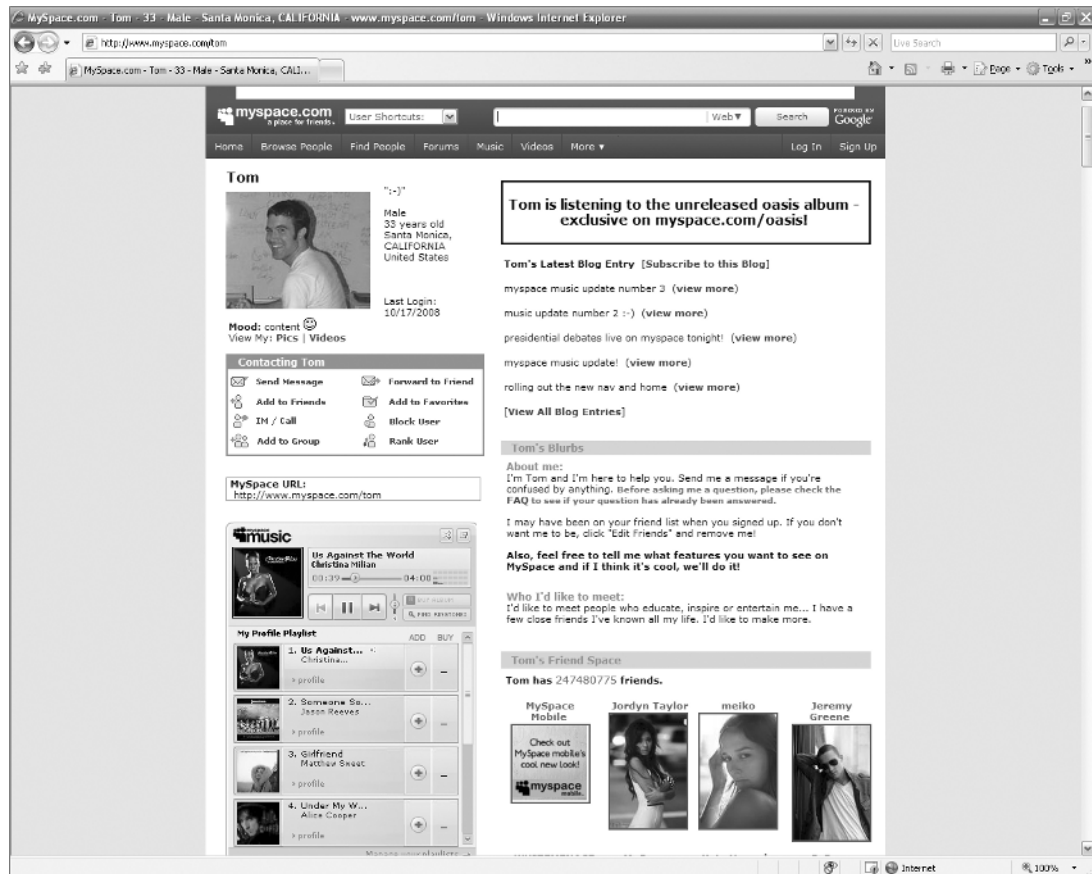 MySpace.com - Tom - 33 - Male - Santa Monica, CALIFORNIA - www.myspace.com/tom - Windows Internet Explorer
http://www.myspace.com/tom
Live Search
MySpace.com - Tom - 33 - Male - Santa Monica, CALI...
Page
Tools
myspace.com
a place for friends.
User Shortcuts:
Web
Search
POWERED BY
Google
Home Browse People Find People Forums Music Videos More
Log In Sign Up
Tom
":-)"
Male
33 years old
Santa Monica,
CALIFORNIA
United States
Last Login:
10/17/2008
Mood: content
View My: Pics | Videos
Contacting Tom
Send Message Forward to Friend
Add to Friends Add to Favorites
IM / Call Block User
Add to Group Rank User
MySpace URL:
http://www.myspace.com/tom
myspace
music
Us Against The World
Christina Milian
00:39 04:00
BUY ALBUM
My Profile Playlist
ADD BUY
1. Us Against...
Christina...
> profile
2. Someone So...
Jason Reeves
> profile
3. Girlfriend
Matthew Sweet
> profile
4. Under My W...
Alice Cooper
> profile
Manage your playlists
Tom is listening to the unreleased oasis album -
exclusive on myspace.com/oasis!
Tom's Latest Blog Entry [Subscribe to this Blog]
myspace music update number 3 (view more)
music update number 2 :-) (view more)
presidential debates live on myspace tonight! (view more)
myspace music update! (view more)
rolling out the new nav and home (view more)
[View All Blog Entries]
Tom's Blurbs
About me:
I'm Tom and I'm here to help you. Send me a message if you're
confused by anything. Before asking me a question, please check the
FAQ to see if your question has already been answered.
I may have been on your friend list when you signed up. If you don't
want me to be, click "Edit Friends" and remove me!
Also, feel free to tell me what features you want to see on
MySpace and if I think it's cool, we'll do it!
Who I'd like to meet:
I'd like to meet people who educate, inspire or entertain me... I have a
few close friends I've known all my life. I'd like to make more.
Tom's Friend Space
Tom has 247480775 friends.
MySpace
Mobile
Check out
MySpace mobile's
cool new look!
myspace
mobile
Jordyn Taylor
meiko
Jeremy
Greene
Internet
100%